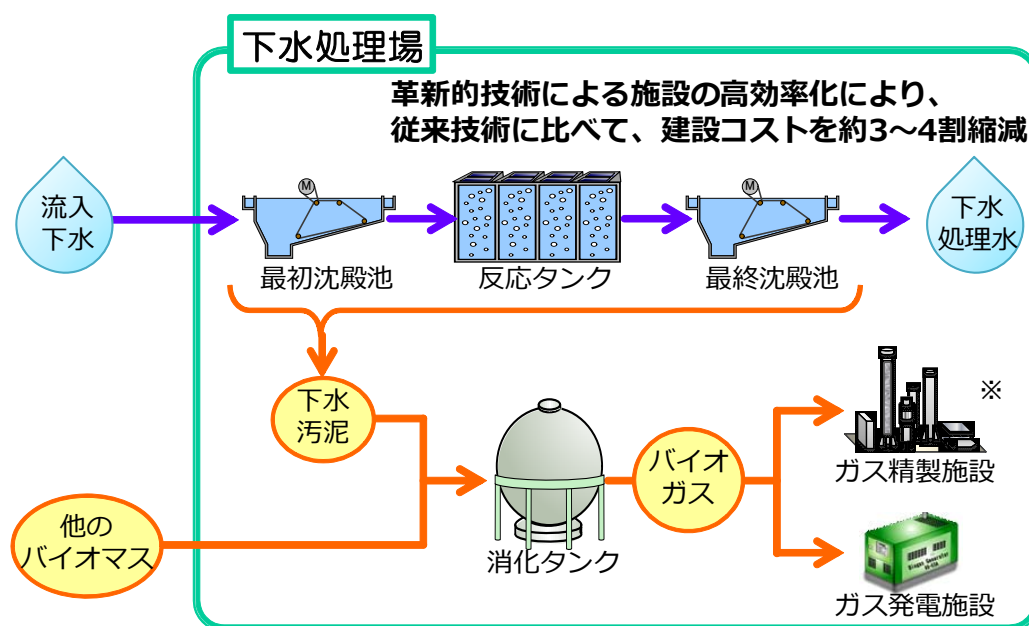 下水処理場
革新的技術による施設の高効率化により、
従来技術に比べて、建設コストを約3～4割縮減
流入
下水
M
M
下水
処理水
最初沈殿池
反応タンク
最終沈殿池
下水
汚泥
※
バイオ
ガス
ガス精製施設
他の
バイオマス
消化タンク
ガス発電施設